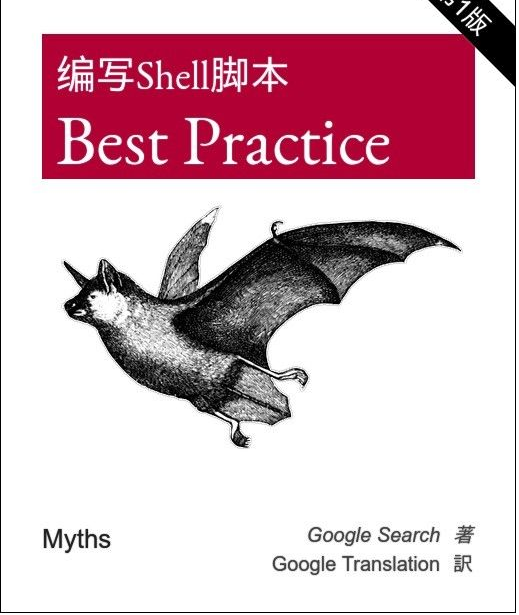 1版
编写Shell脚本
Best Practice
Myths
Google Search 著
Google Translation 訳